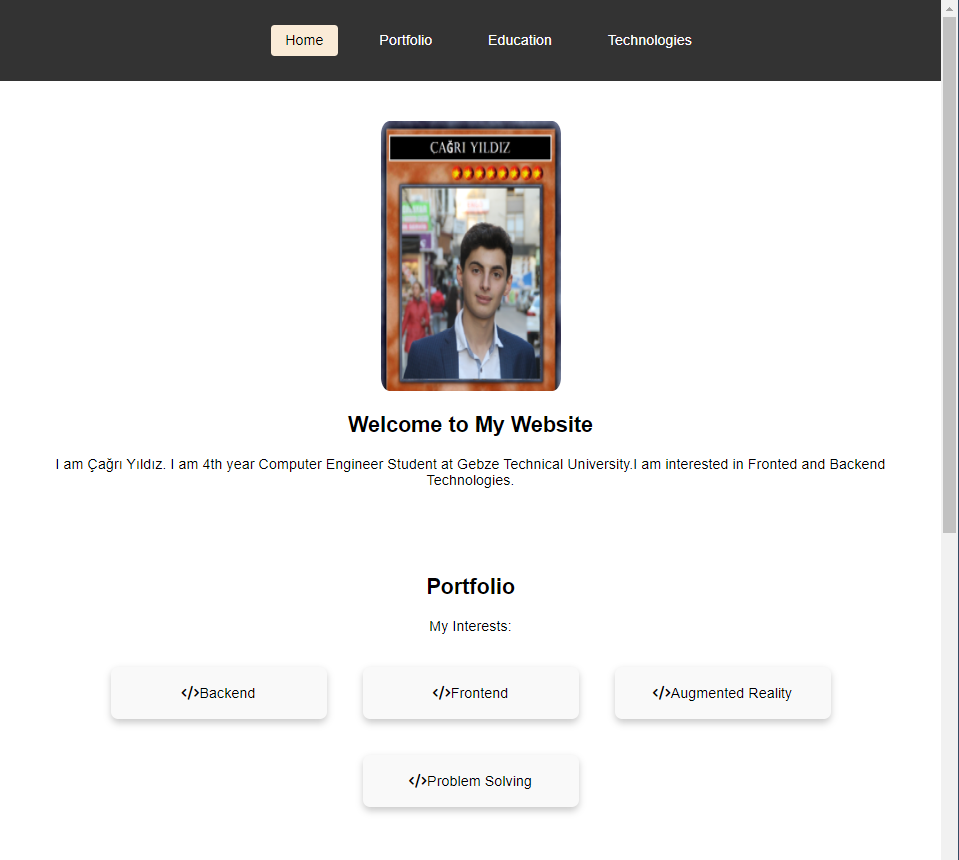 Home Portfolio Education Technologies
ÇAĞRI YILDIZ
Welcome to My Website
I am Çağrı Yıldız. I am 4th year Computer Engineer Student at Gebze Technical University.I am interested in Fronted and Backend
Technologies.
Portfolio
My Interests:
</>Backend </>Frontend </>Augmented Reality
</>Problem Solving